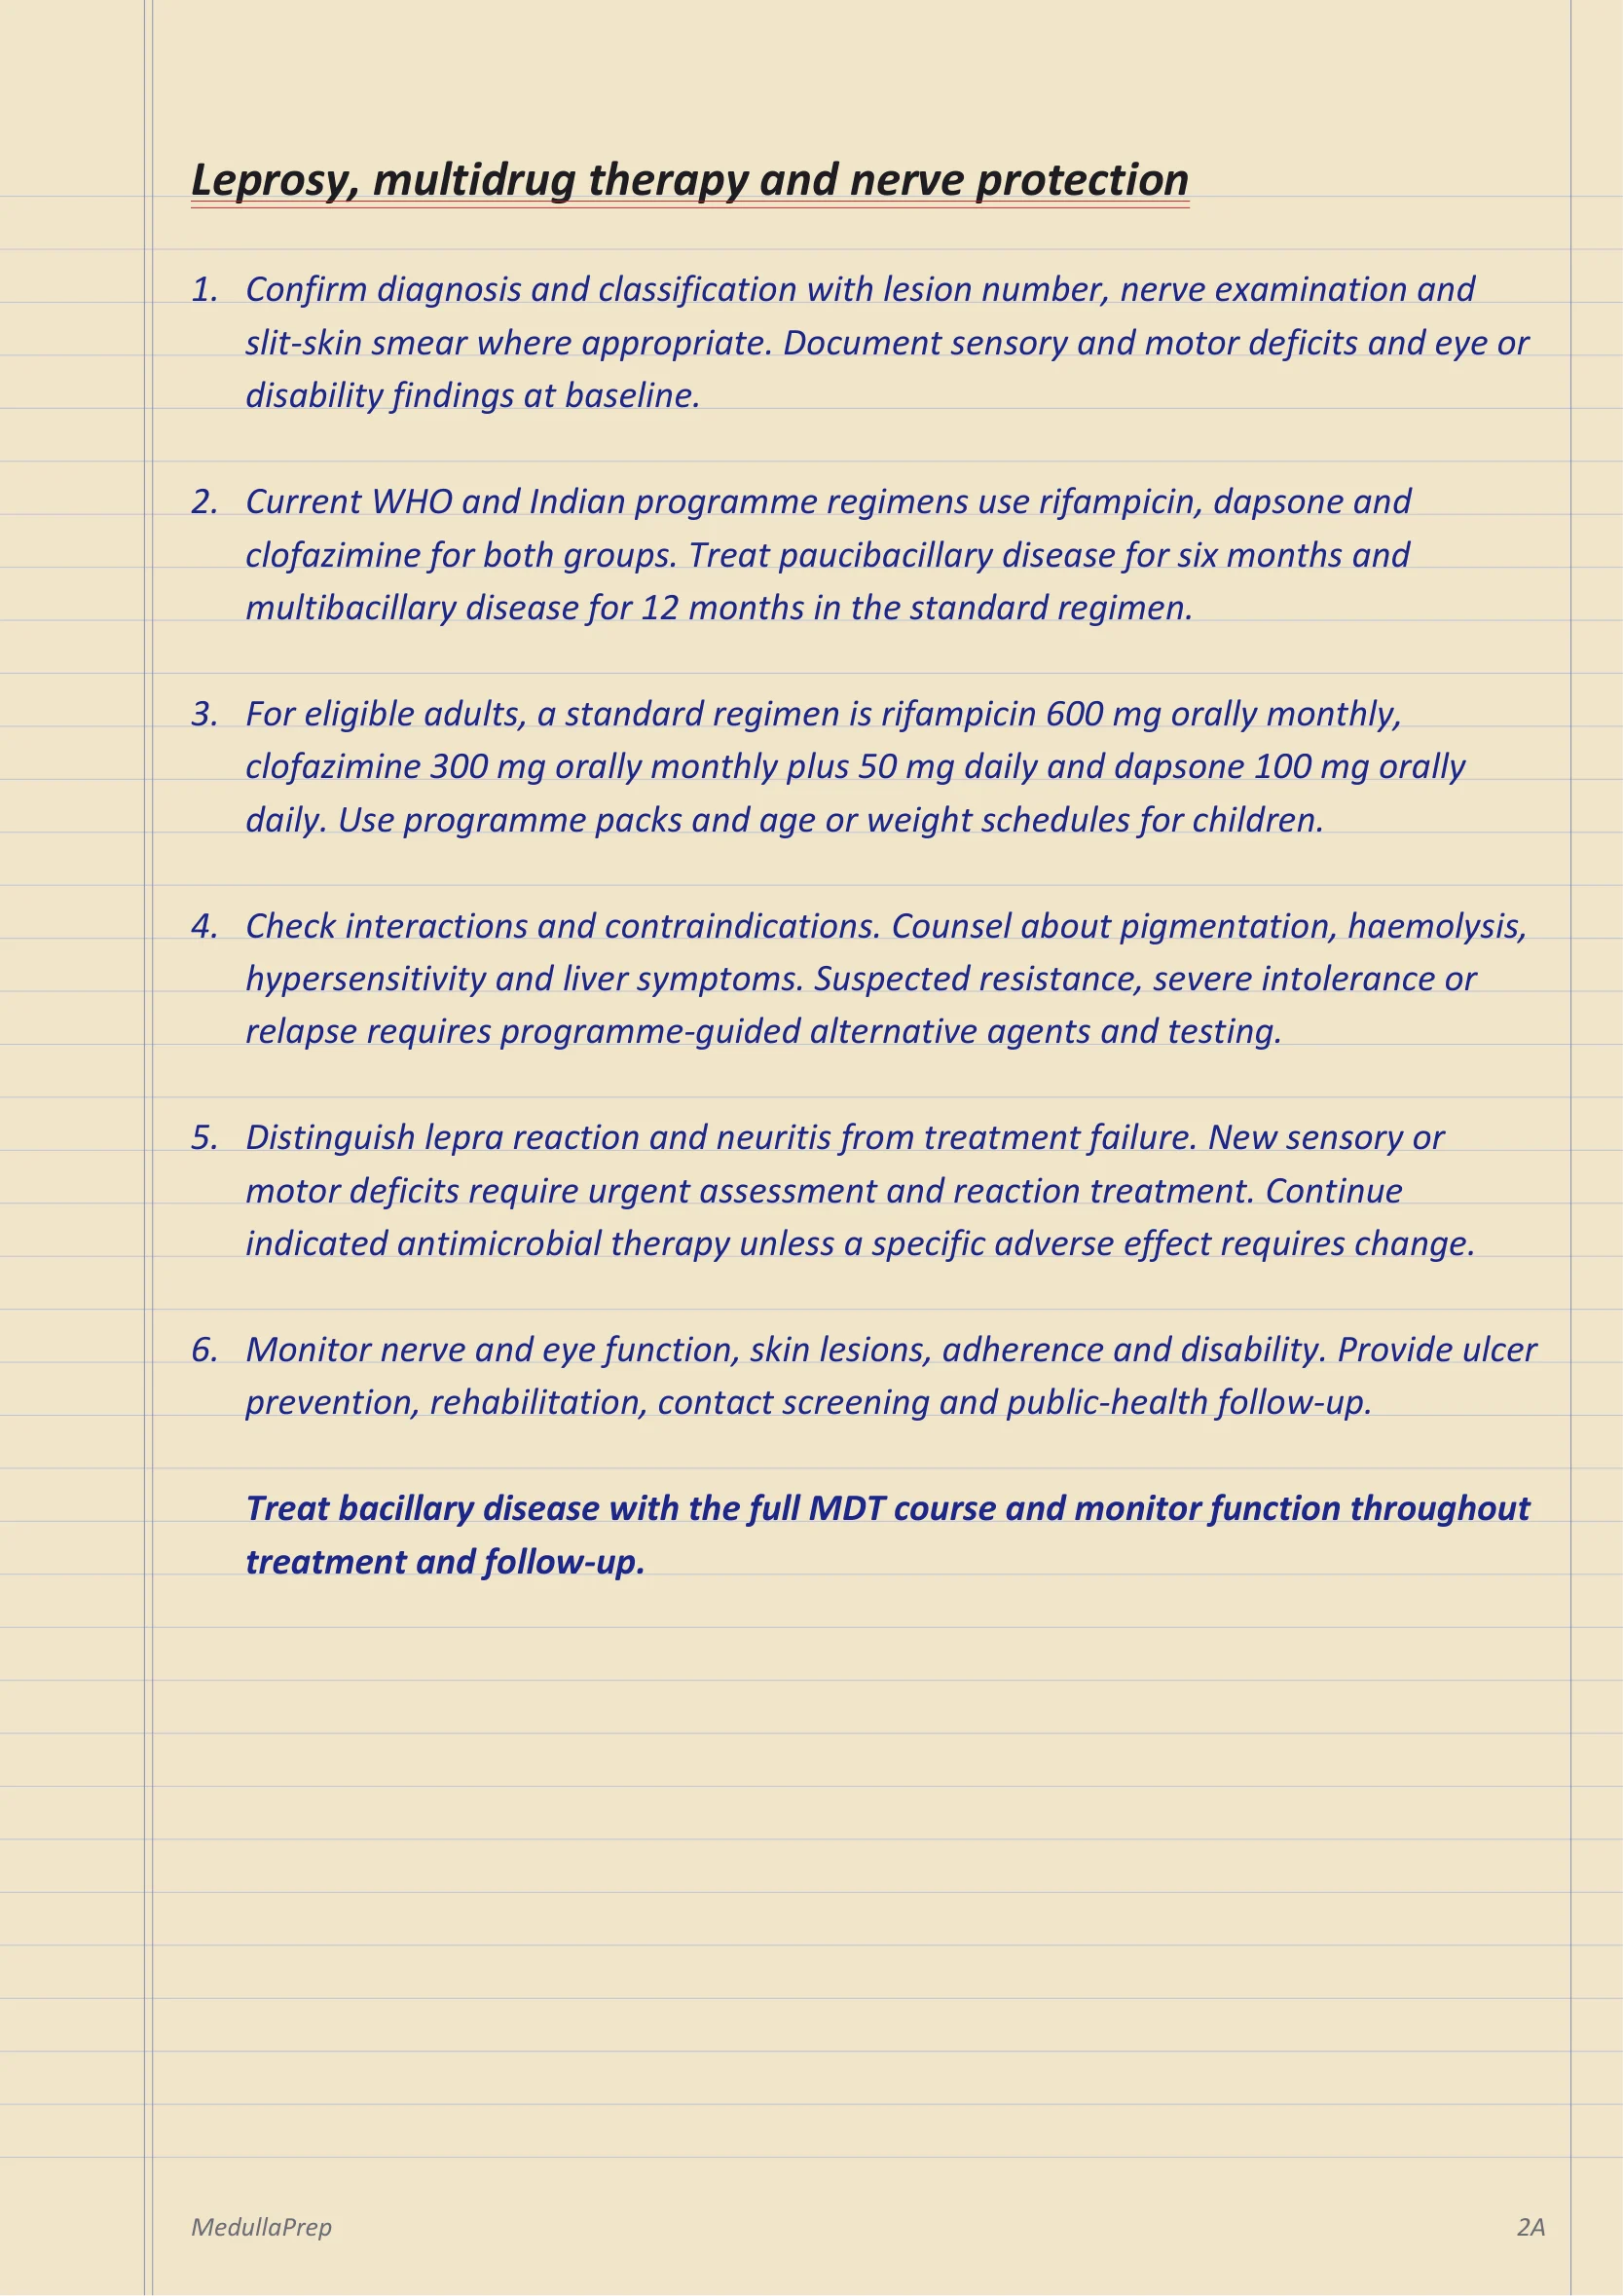 Leprosy, multidrug therapy and nerve protection
1. Confirm diagnosis and classification with lesion number, nerve examination and
slit-skin smear where appropriate. Document sensory and motor deficits and eye or
disability findings at baseline.
2. Current WHO and Indian programme regimens use rifampicin, dapsone and
clofazimine for both groups. Treat paucibacillary disease for six months and
multibacillary disease for 12 months in the standard regimen.
3. For eligible adults, a standard regimen is rifampicin 600 mg orally monthly,
clofazimine 300 mg orally monthly plus 50 mg daily and dapsone 100 mg orally
daily. Use programme packs and age or weight schedules for children.
4. Check interactions and contraindications. Counsel about pigmentation, haemolysis,
hypersensitivity and liver symptoms. Suspected resistance, severe intolerance or
relapse requires programme-guided alternative agents and testing.
5. Distinguish lepra reaction and neuritis from treatment failure. New sensory or
motor deficits require urgent assessment and reaction treatment. Continue
indicated antimicrobial therapy unless a specific adverse effect requires change.
6. Monitor nerve and eye function, skin lesions, adherence and disability. Provide ulcer
prevention, rehabilitation, contact screening and public-health follow-up.
Treat bacillary disease with the full MDT course and monitor function throughout
treatment and follow-up.
MedullaPrep
2A